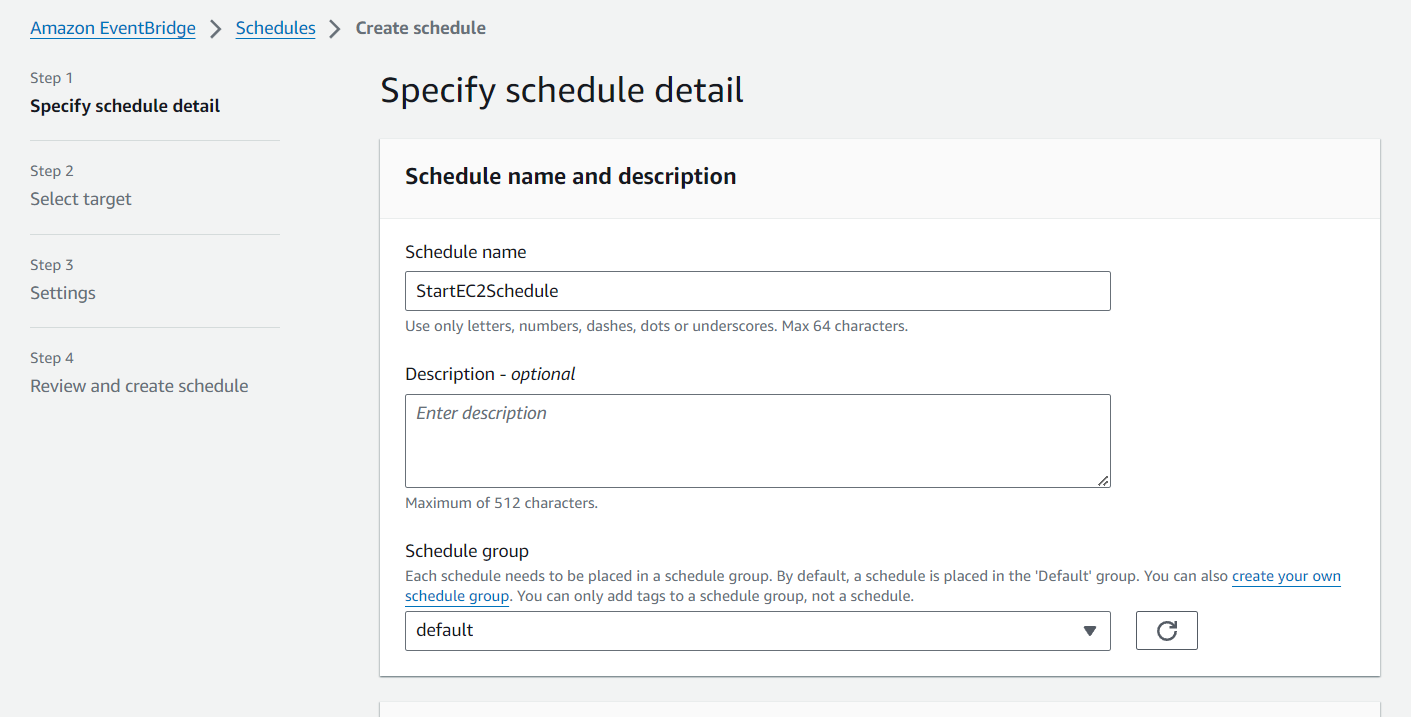 Amazon EventBridge > Schedules > Create schedule
Step 1
Specify schedule detail
Step 2
Select target
Step 3
Settings
Step 4
Review and create schedule
Specify schedule detail
Schedule name and description
Schedule name
StartEC2Schedule
Use only letters, numbers, dashes, dots or underscores. Max 64 characters.
Description - optional
Enter description
Maximum of 512 characters.
Schedule group
Each schedule needs to be placed in a schedule group. By default, a schedule is placed in the 'Default' group. You can also create your own
schedule group. You can only add tags to a schedule group, not a schedule.
default